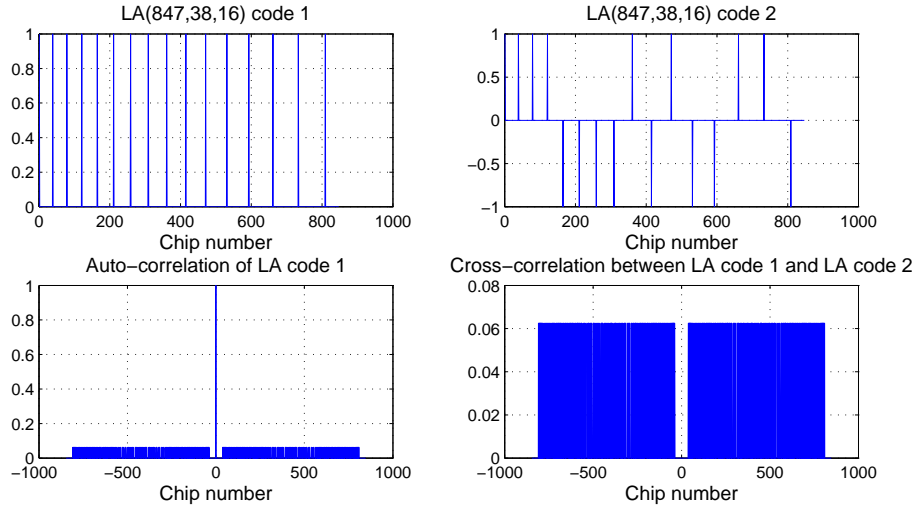 LA(847,38,16) code 1
1
0.8
0.6
0.4
0.2
0
0 200 400 600 800 1000
Chip number
LA(847,38,16) code 2
1
0.5
0
−0.5
−1
0 200 400 600 800 1000
Chip number
Auto−correlation of LA code 1
1
0.8
0.6
0.4
0.2
0
−1000 −500 0 500 1000
Chip number
Cross−correlation between LA code 1 and LA code 2
0.08
0.06
0.04
0.02
0
−1000 −500 0 500 1000
Chip number